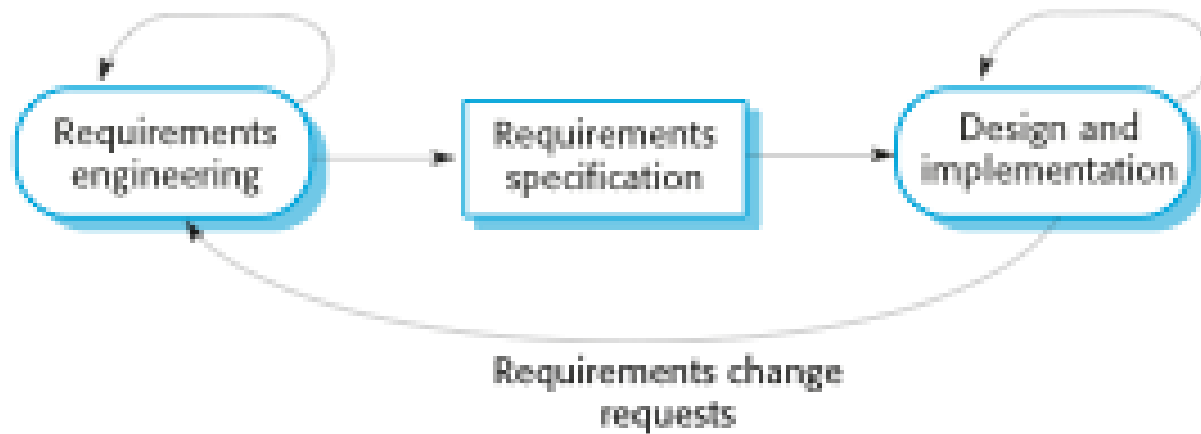 Requirements
engineering
Requirements
specification
Design and
implementation
Requirements change
requests